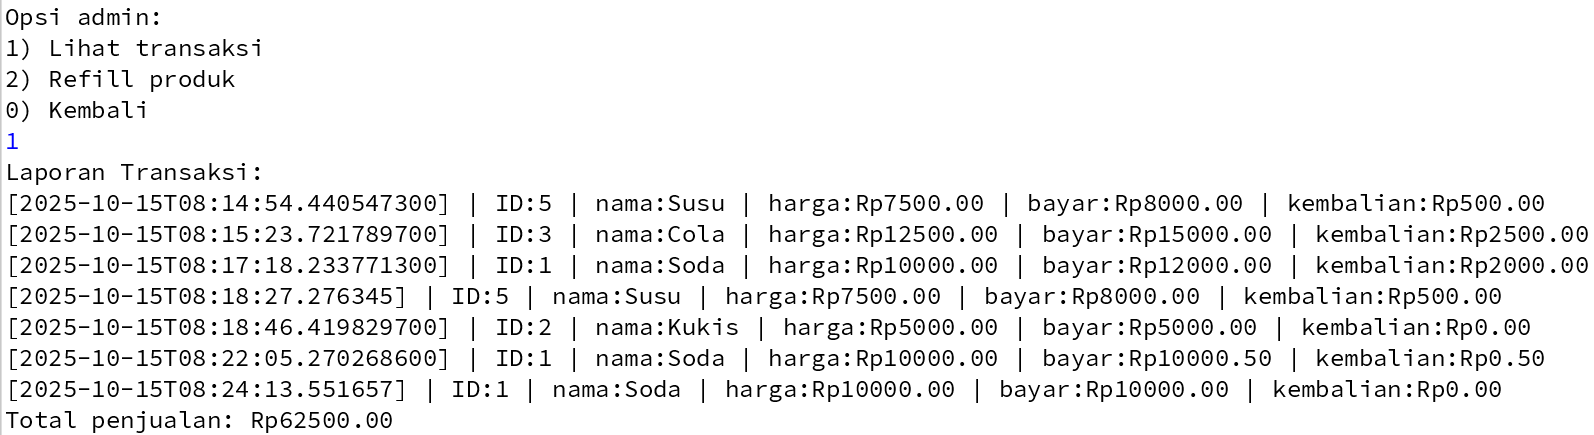 Opsi admin:
1) Lihat transaksi
2) Refill produk
0) Kembali
1
Laporan Transaksi:
[2025-10-15T08:14:54.440547300] | ID:5 | nama:Susu | harga:Rp7500.00 | bayar:Rp8000.00 | kembalian:Rp500.00
[2025-10-15T08:15:23.721789700] | ID:3 | nama:Cola | harga:Rp12500.00 | bayar:Rp15000.00 | kembalian:Rp2500.00
[2025-10-15T08:17:18.233771300] | ID:1 | nama:Soda | harga:Rp10000.00 | bayar:Rp12000.00 | kembalian:Rp2000.00
[2025-10-15T08:18:27.276345] | ID:5 | nama:Susu | harga:Rp7500.00 | bayar:Rp8000.00 | kembalian:Rp500.00
[2025-10-15T08:18:46.419829700] | ID:2 | nama:Kukis | harga:Rp5000.00 | bayar:Rp5000.00 | kembalian:Rp0.00
[2025-10-15T08:22:05.270268600] | ID:1 | nama:Soda | harga:Rp10000.00 | bayar:Rp10000.50 | kembalian:Rp0.50
[2025-10-15T08:24:13.551657] | ID:1 | nama:Soda | harga:Rp10000.00 | bayar:Rp10000.00 | kembalian:Rp0.00
Total penjualan: Rp62500.00